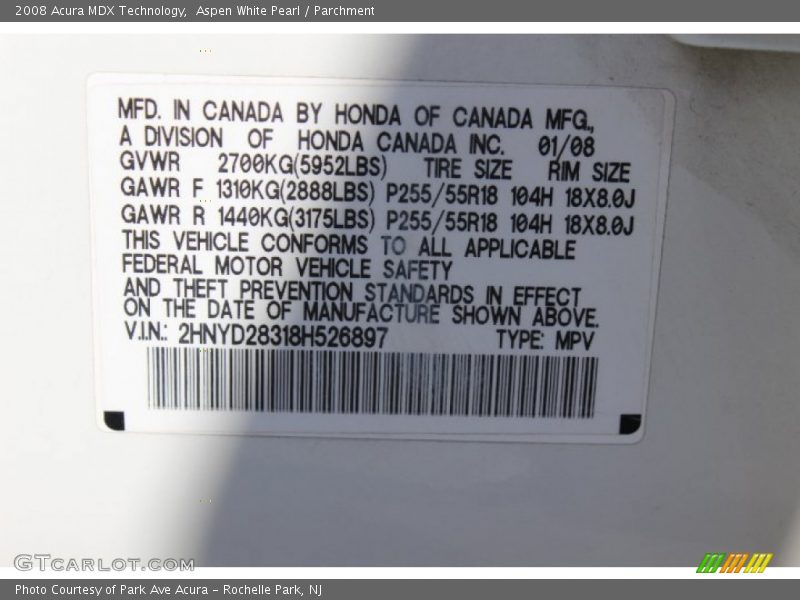 2008 Acura MDX Technology,  Aspen White Pearl / Parchment
MFD. IN CANADA BY HONDA OF CANADA MFG.,
A DIVISION OF HONDA CANADA INC. 01/08
GVWR 2700KG(5952LBS) TIRE SIZE RIM SIZE
GAWR F 1310KG(2888LBS) P255/55R18 104H 18X8.0J
GAWR R 1440KG(3175LBS) P255/55R18 104H 18X8.0J
THIS VEHICLE CONFORMS TO ALL APPLICABLE
FEDERAL MOTOR VEHICLE SAFETY
AND THEFT PREVENTION STANDARDS IN EFFECT
ON THE DATE OF MANUFACTURE SHOWN ABOVE.
V.I.N.: 2HNYD28318H526897 TYPE: MPV
GTCARLOT.COM
Photo Courtesy of Park Ave Acura - Rochelle Park, NJ